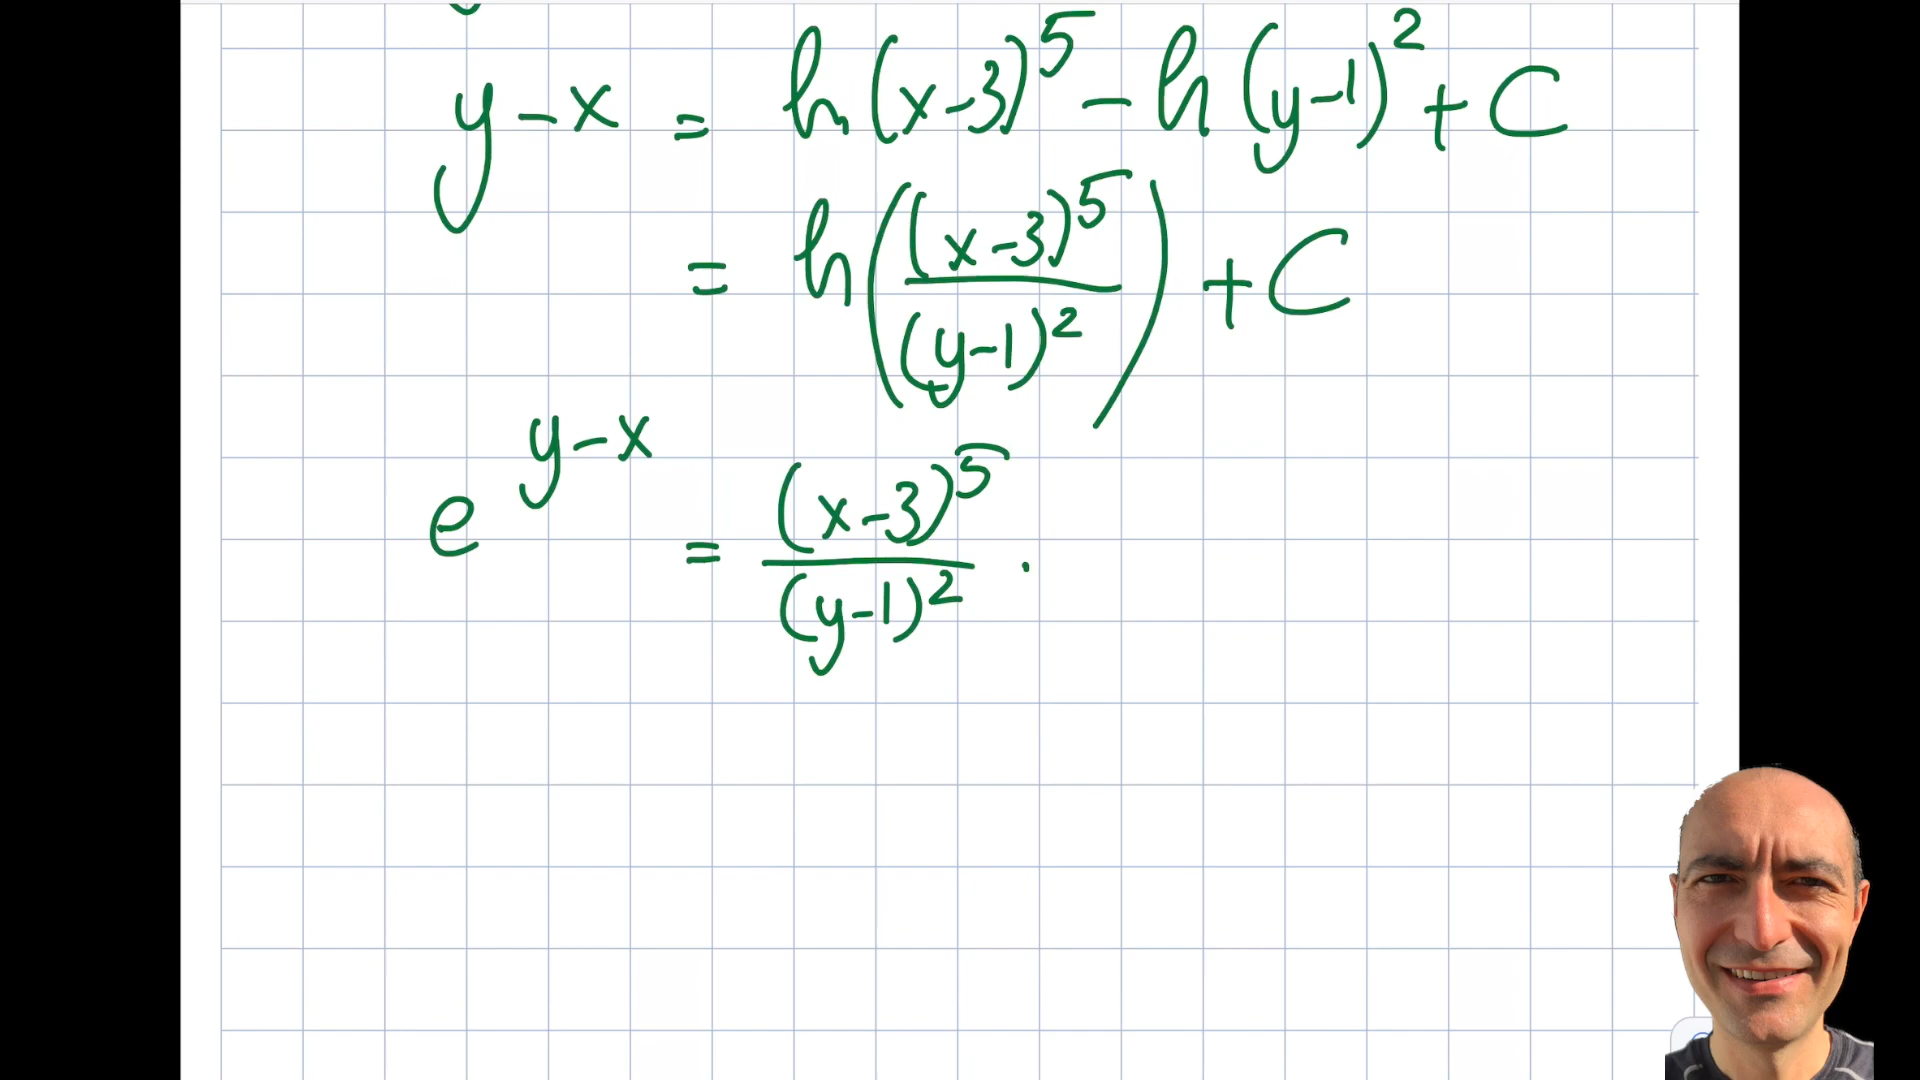 y-x = ln(x-3)^5 - ln(y-1)^2 + C
= ln((x-3)^5/(y-1)^2) + C
e^{y-x} = (x-3)^5/(y-1)^2 ·